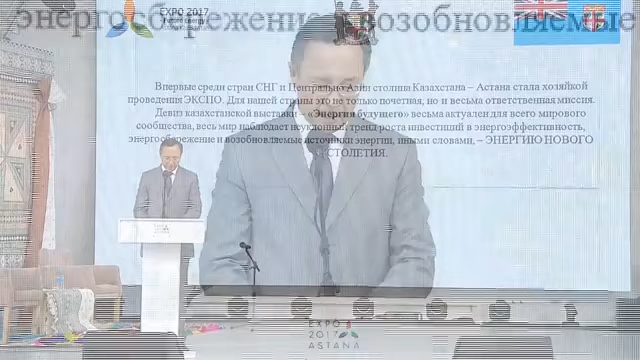 энергосбережение и возобновляемые
EXPO 2017
Future Energy
Впервые среди стран СНГ и Центрально Азии столица Казахстана – Астана стала хозяйкой
проведения ЭКСПО. Для нашей страны это не только почетная, но и весьма ответственная миссия.
Девиз казахстанской выставки – «Энергия будущего» весьма актуален для всего мирового
сообщества, весь мир наблюдает неуклонный тренд роста инвестиций в энергоэффективность,
энергосбережение и возобновляемые источники энергии, иными словами, – ЭНЕРГИЮ НОВОГО
СТОЛЕТИЯ.
EXPO
2017
ASTANA